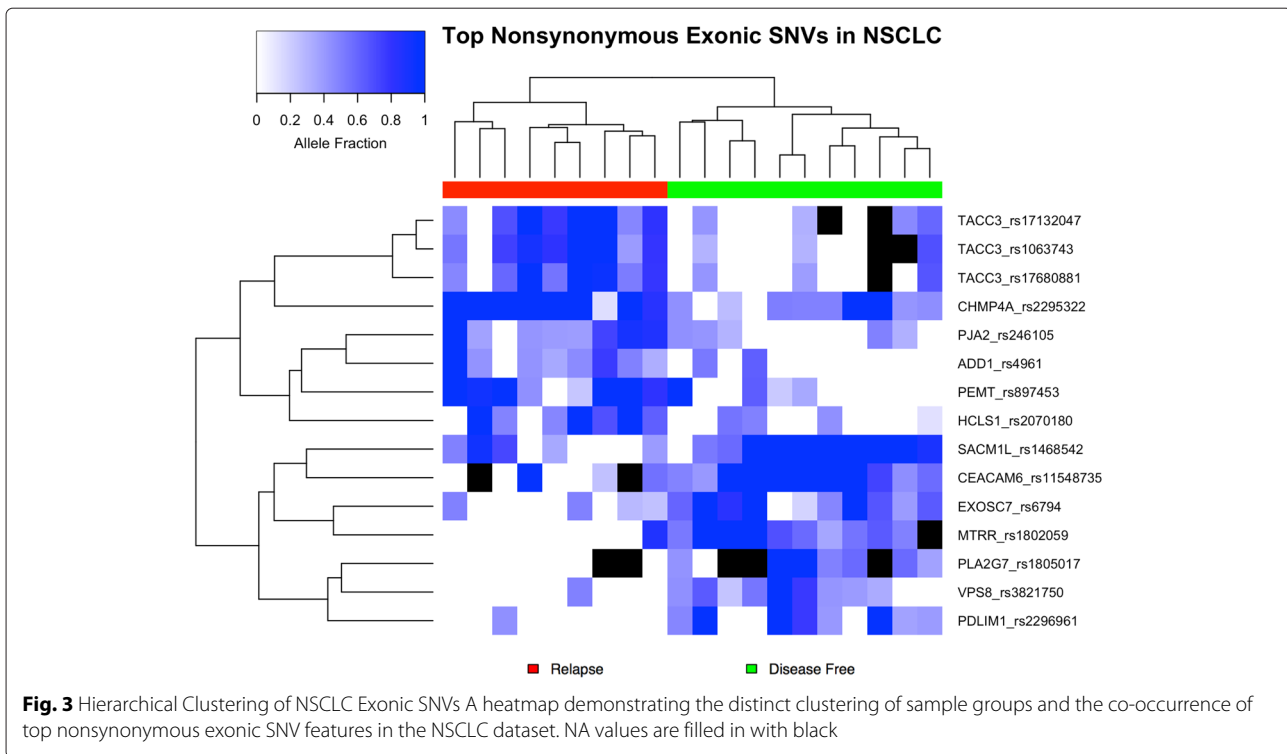 Top Nonsynonymous Exonic SNVs in NSCLC
0 0.2 0.4 0.6 0.8 1
Allele Fraction
TACC3_rs17132047
TACC3_rs1063743
TACC3_rs17680881
CHMP4A_rs2295322
PJA2_rs246105
ADD1_rs4961
PEMT_rs897453
HCLS1_rs2070180
SACM1L_rs1468542
CEACAM6_rs11548735
EXOSC7_rs6794
MTRR_rs1802059
PLA2G7_rs1805017
VPS8_rs3821750
PDLIM1_rs2296961
Relapse Disease Free
Fig. 3 Hierarchical Clustering of NSCLC Exonic SNVs A heatmap demonstrating the distinct clustering of sample groups and the co-occurrence of
top nonsynonymous exonic SNV features in the NSCLC dataset. NA values are filled in with black